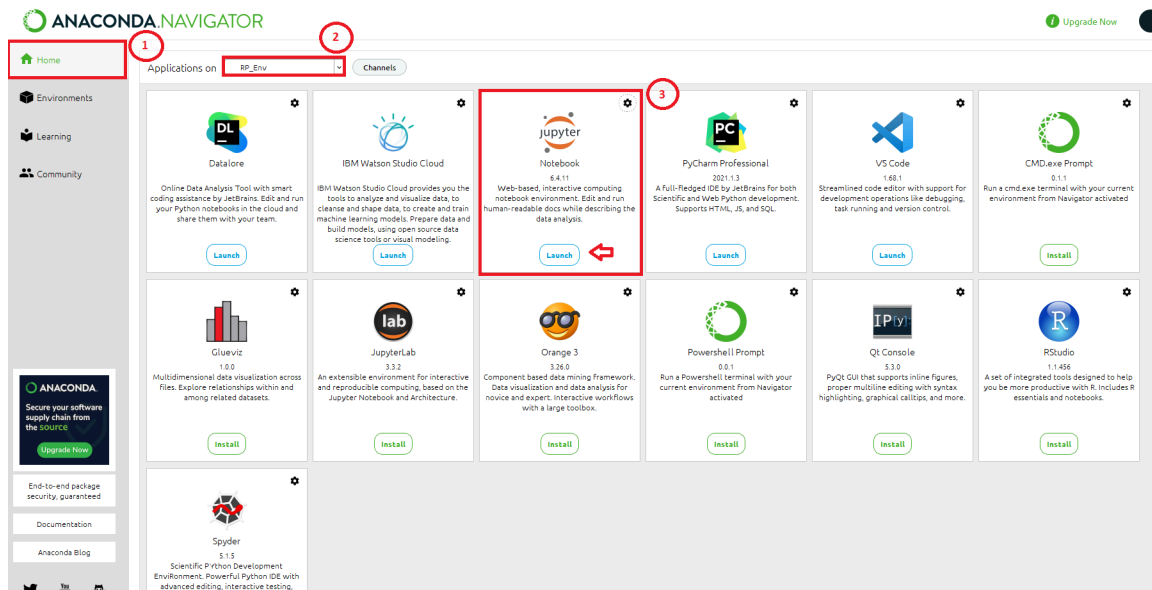 ANACONDA.NAVIGATOR
i Upgrade Now
1
2
Home
Applications on RP_Env Channels
Environments
Learning
Community
3
DL
Datalore
Online Data Analysis Tool with smart
coding assistance by JetBrains. Edit and run
your Python notebooks in the cloud and
share them with your team.
Launch
IBM Watson Studio Cloud
IBM Watson Studio Cloud provides you the
tools to analyze and visualize data, to
cleanse and shape data, to create and train
machine learning models. Prepare data and
build models, using open source data
science tools or visual modeling.
Launch
jupyter
Notebook
6.4.11
Web-based, interactive computing
notebook environment. Edit and run
human-readable docs while describing the
data analysis.
Launch
PC
PyCharm Professional
2021.1.3
A full-fledged IDE by JetBrains for both
Scientific and Web Python development.
Supports HTML, JS, and SQL.
Launch
VS Code
1.68.1
Streamlined code editor with support for
development operations like debugging,
task running and version control.
Launch
CMD.exe Prompt
0.1.1
Run a cmd.exe terminal with your current
environment from Navigator activated
Install
Glueviz
1.0.0
Multidimensional data visualization across
files. Explore relationships within and
among related datasets.
Install
lab
JupyterLab
3.3.2
An extensible environment for interactive
and reproducible computing, based on the
Jupyter Notebook and Architecture.
Install
Orange 3
3.26.0
Component based data mining framework.
Data visualization and data analysis for
novice and expert. Interactive workflows
with a large toolbox.
Install
Powershell Prompt
0.0.1
Run a Powershell terminal with your
current environment from Navigator
activated
Install
IP[y]:
Qt Console
5.3.0
PyQt GUI that supports inline figures,
proper multiline editing with syntax
highlighting, graphical calltips, and more.
Install
R
RStudio
1.1.456
A set of integrated tools designed to help
you be more productive with R. Includes R
essentials and notebooks.
Install
ANACONDA.
Secure your software
supply chain from
the source
Upgrade Now
End-to-end package
security, guaranteed
Documentation
Anaconda Blog
You
Spyder
5.1.5
Scientific PYthon Development
EnviRonment. Powerful Python IDE with
advanced editing, interactive testing,